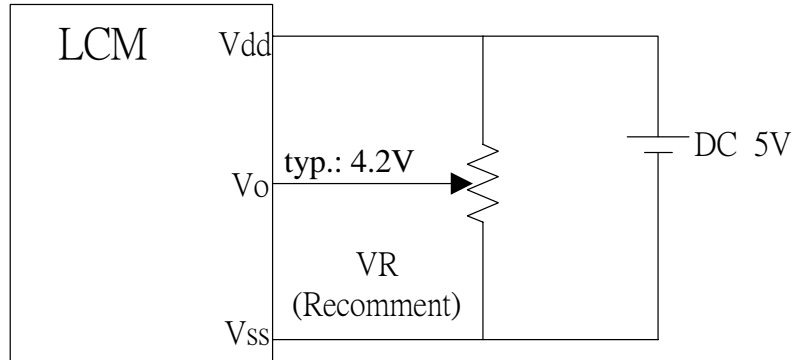 LCM
Vdd
DC 5V
typ.: 4.2V
Vo
VR
(Recomment)
Vss